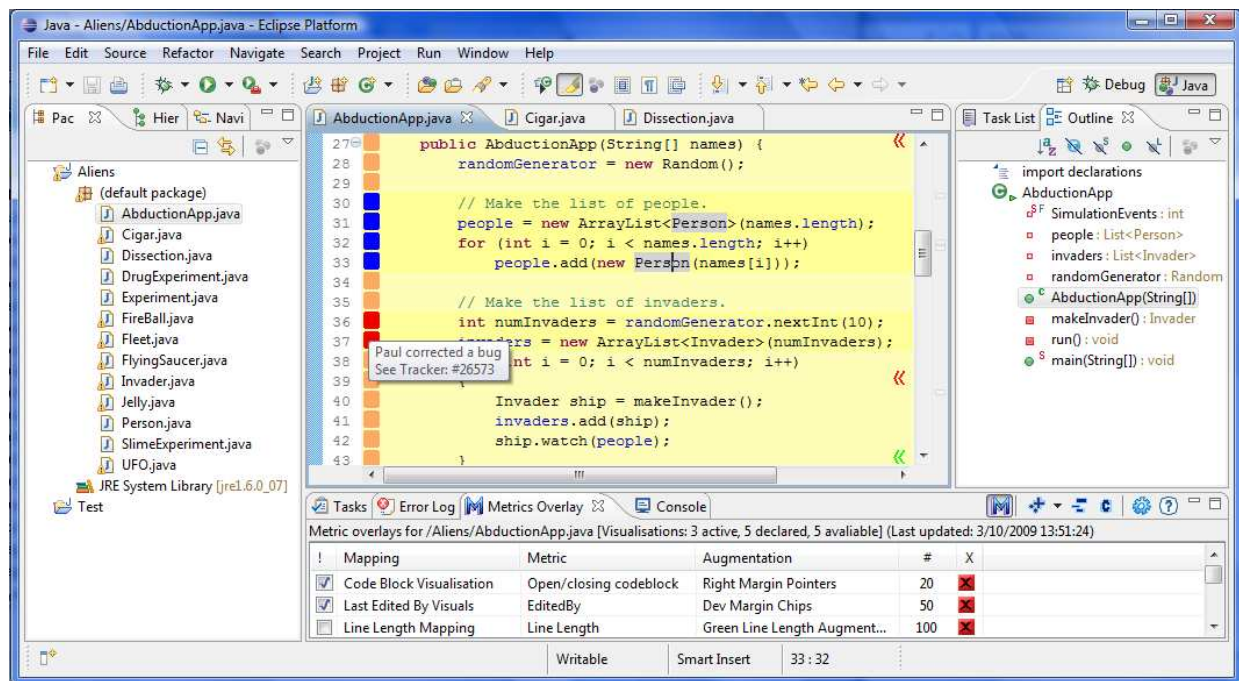 Java - Aliens/AbductionApp.java - Eclipse Platform
File Edit Source Refactor Navigate Search Project Run Window Help
Debug Java
Pac Hier Navi
Aliens
(default package)
AbductionApp.java
Cigar.java
Dissection.java
DrugExperiment.java
Experiment.java
FireBall.java
Fleet.java
FlyingSaucer.java
Invader.java
Jelly.java
Person.java
SlimeExperiment.java
UFO.java
JRE System Library [jre1.6.0_07]
Test
AbductionApp.java Cigar.java Dissection.java
27 public AbductionApp(String[] names) {
28 randomGenerator = new Random();
29
30 // Make the list of people.
31 people = new ArrayList<Person>(names.length);
32 for (int i = 0; i < names.length; i++)
33 people.add(new Person(names[i]));
34
35 // Make the list of invaders.
36 int numInvaders = randomGenerator.nextInt(10);
37 invaders = new ArrayList<Invader>(numInvaders);
38 int i = 0; i < numInvaders; i++)
39 {
40 Invader ship = makeInvader();
41 invaders.add(ship);
42 ship.watch(people);
43 }
Paul corrected a bug
See Tracker: #26573
Task List Outline
import declarations
AbductionApp
SimulationEvents : int
people : List<Person>
invaders : List<Invader>
randomGenerator : Random
AbductionApp(String[])
makeInvader() : Invader
run() : void
main(String[]) : void
Tasks Error Log Metrics Overlay Console
Metric overlays for /Aliens/AbductionApp.java [Visualisations: 3 active, 5 declared, 5 avaliable] (Last updated: 3/10/2009 13:51:24)
! Mapping Metric Augmentation # X
Code Block Visualisation Open/closing codeblock Right Margin Pointers 20
Last Edited By Visuals EditedBy Dev Margin Chips 50
Line Length Mapping Line Length Green Line Length Augment... 100
Writable Smart Insert 33 : 32